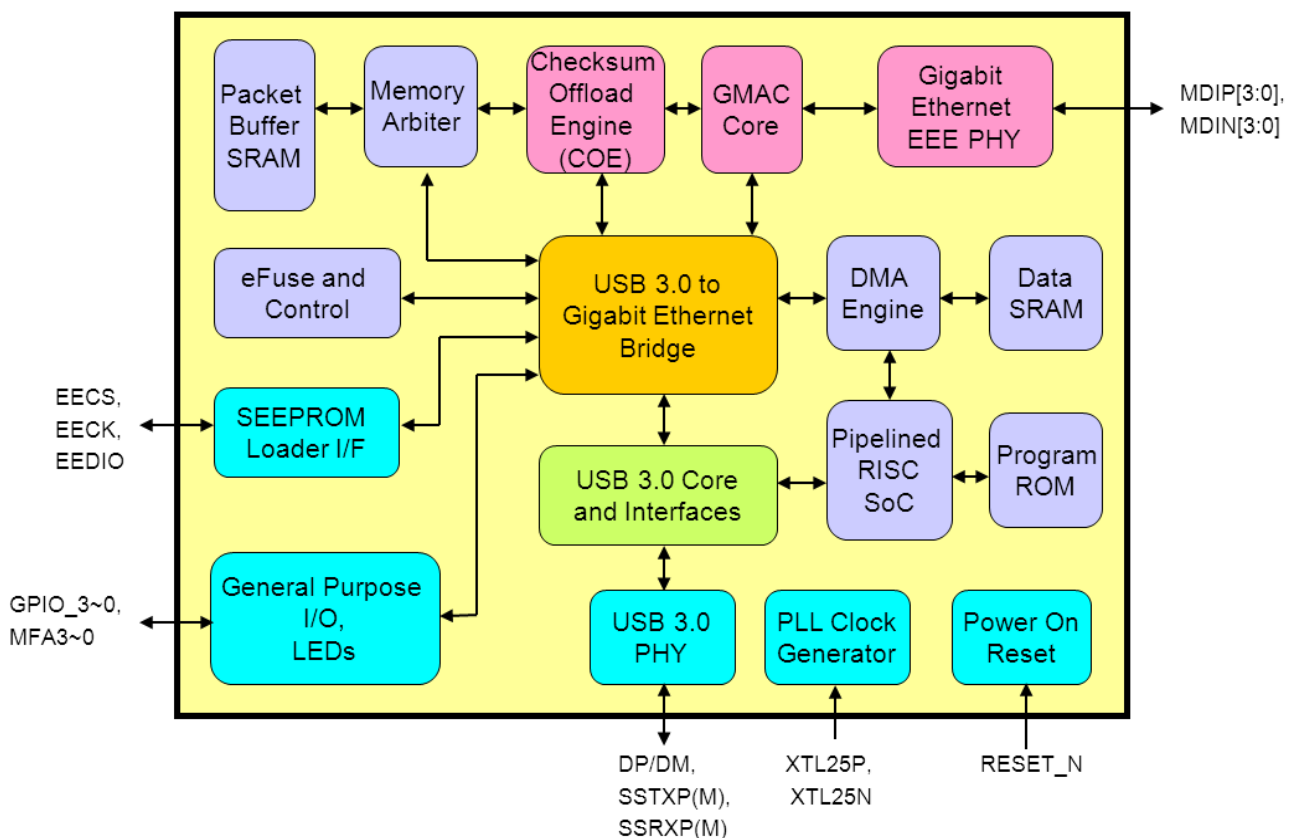 Packet
Buffer
SRAM
Memory
Arbiter
Checksum
Offload
Engine
(COE)
GMAC
Core
Gigabit
Ethernet
EEE PHY
MDIP[3:0],
MDIN[3:0]
eFuse and
Control
USB 3.0 to
Gigabit Ethernet
Bridge
DMA
Engine
Data
SRAM
EECS,
EECK,
EEDIO
SEEPROM
Loader I/F
USB 3.0 Core
and Interfaces
Pipelined
RISC
SoC
Program
ROM
GPIO_3~0,
MFA3~0
General Purpose
I/O,
LEDs
USB 3.0
PHY
PLL Clock
Generator
Power On
Reset
DP/DM,
SSTXP(M),
SSRXP(M)
XTL25P,
XTL25N
RESET_N